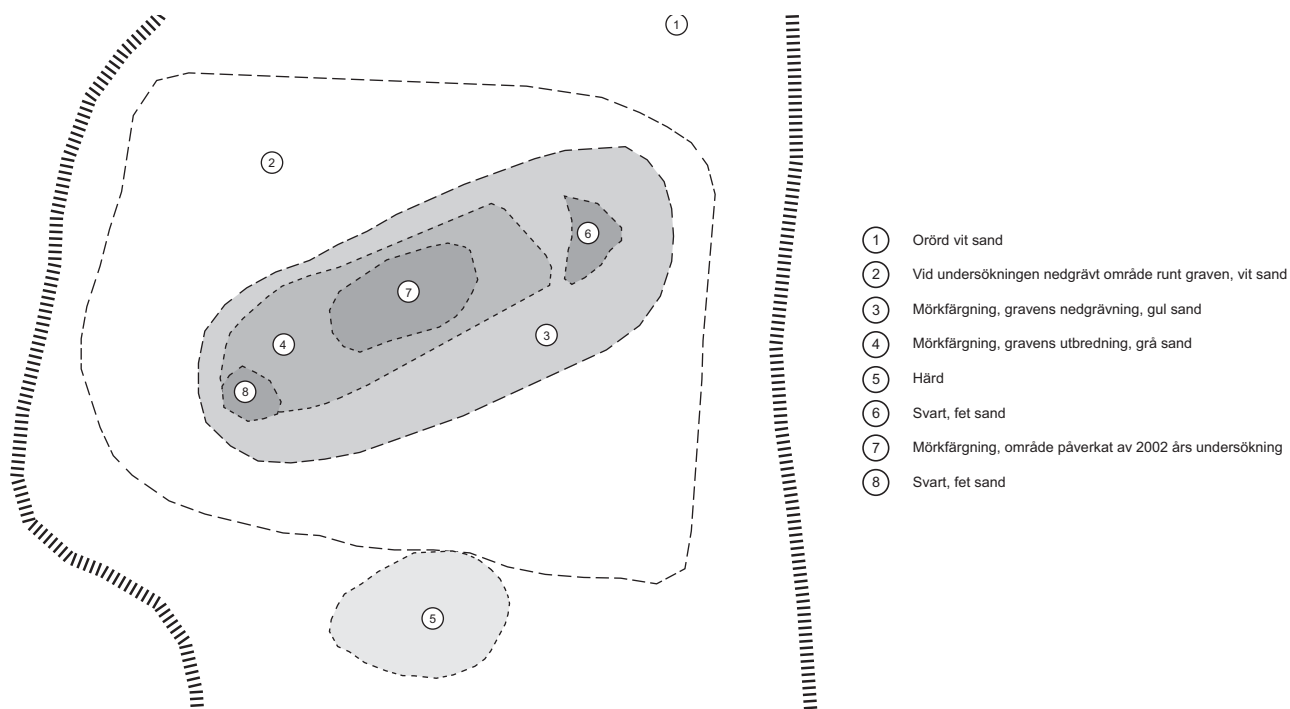 1
2
6
7
4
3
8
5
1 Orörd vit sand
2 Vid undersökningen nedgrävt område runt graven, vit sand
3 Mörkfärgning, gravens nedgrävning, gul sand
4 Mörkfärgning, gravens utbredning, grå sand
5 Härd
6 Svart, fet sand
7 Mörkfärgning, område påverkat av 2002 års undersökning
8 Svart, fet sand